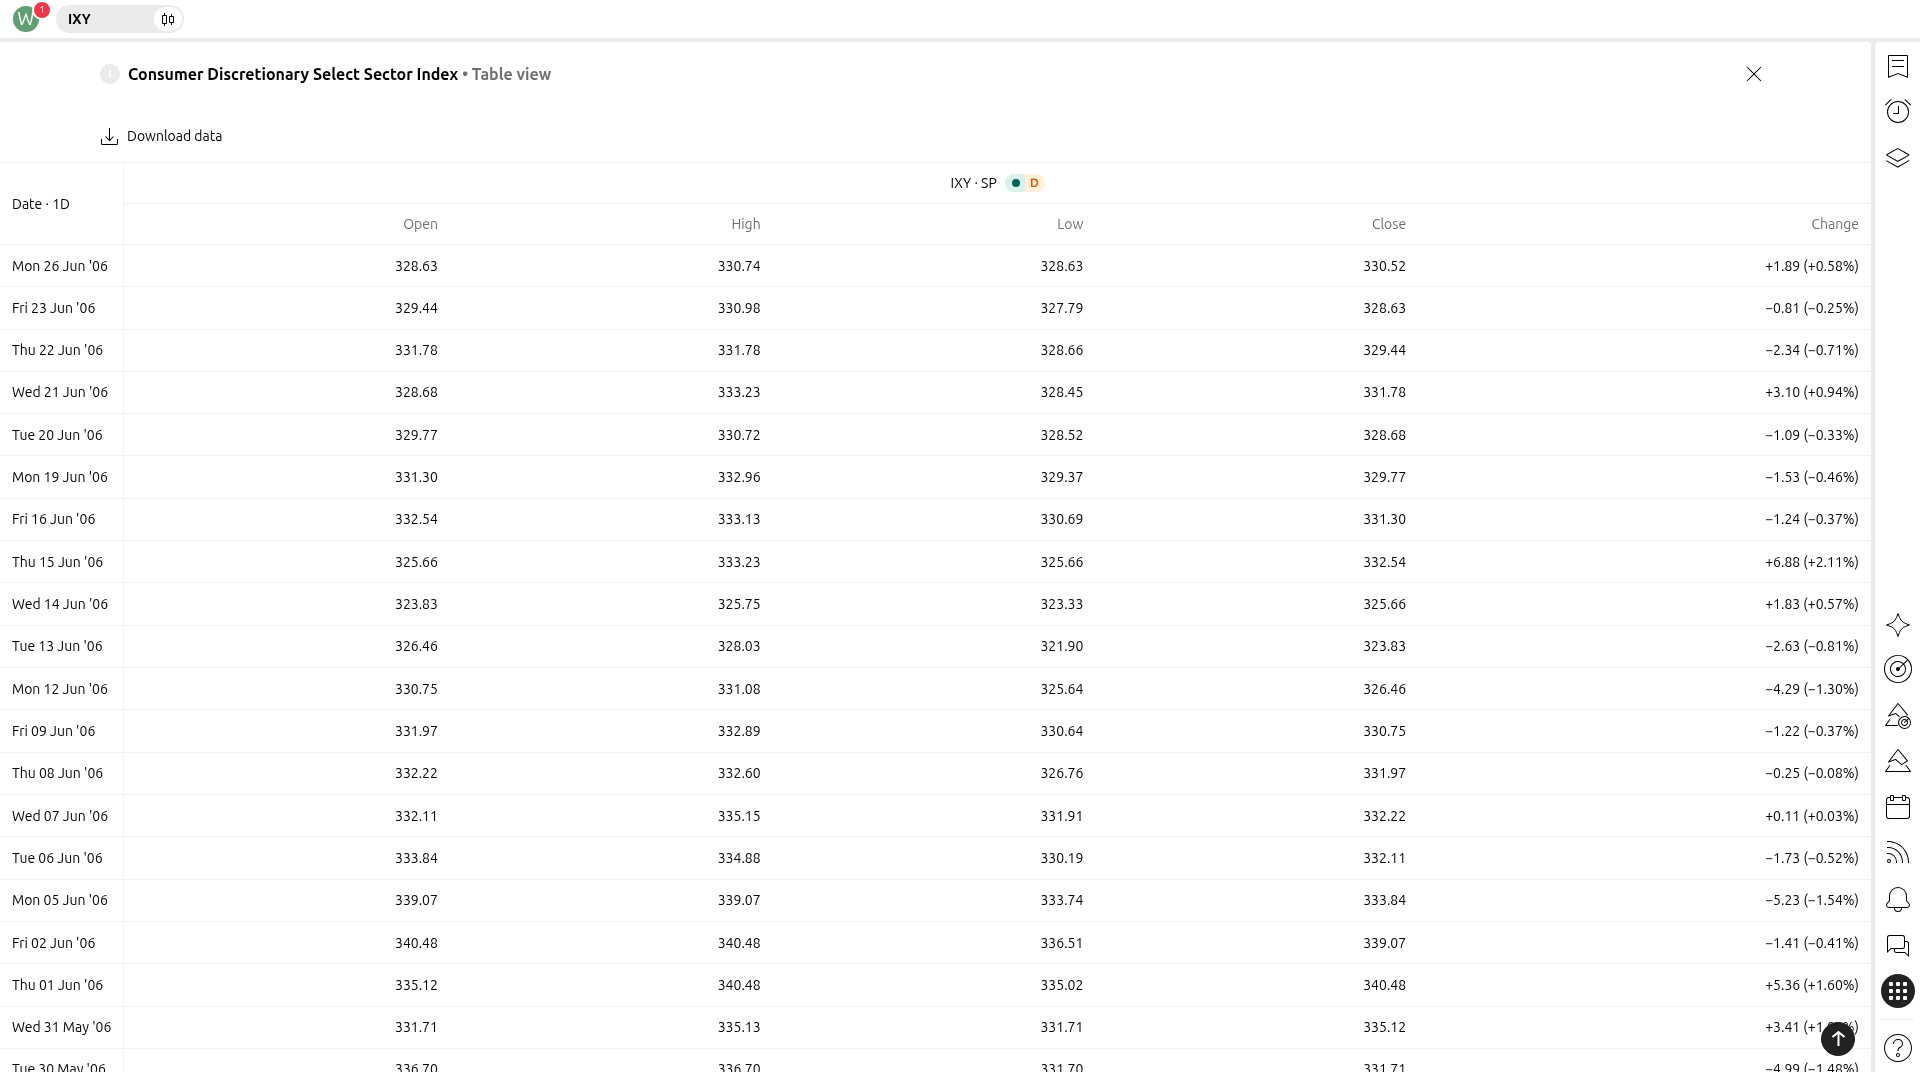 W 1 IXY
Consumer Discretionary Select Sector Index • Table view
Download data
Date · 1D
IXY · SP D
Open High Low Close Change
Mon 26 Jun '06 328.63 330.74 328.63 330.52 +1.89 (+0.58%)
Fri 23 Jun '06 329.44 330.98 327.79 328.63 −0.81 (−0.25%)
Thu 22 Jun '06 331.78 331.78 328.66 329.44 −2.34 (−0.71%)
Wed 21 Jun '06 328.68 333.23 328.45 331.78 +3.10 (+0.94%)
Tue 20 Jun '06 329.77 330.72 328.52 328.68 −1.09 (−0.33%)
Mon 19 Jun '06 331.30 332.96 329.37 329.77 −1.53 (−0.46%)
Fri 16 Jun '06 332.54 333.13 330.69 331.30 −1.24 (−0.37%)
Thu 15 Jun '06 325.66 333.23 325.66 332.54 +6.88 (+2.11%)
Wed 14 Jun '06 323.83 325.75 323.33 325.66 +1.83 (+0.57%)
Tue 13 Jun '06 326.46 328.03 321.90 323.83 −2.63 (−0.81%)
Mon 12 Jun '06 330.75 331.08 325.64 326.46 −4.29 (−1.30%)
Fri 09 Jun '06 331.97 332.89 330.64 330.75 −1.22 (−0.37%)
Thu 08 Jun '06 332.22 332.60 326.76 331.97 −0.25 (−0.08%)
Wed 07 Jun '06 332.11 335.15 331.91 332.22 +0.11 (+0.03%)
Tue 06 Jun '06 333.84 334.88 330.19 332.11 −1.73 (−0.52%)
Mon 05 Jun '06 339.07 339.07 333.74 333.84 −5.23 (−1.54%)
Fri 02 Jun '06 340.48 340.48 336.51 339.07 −1.41 (−0.41%)
Thu 01 Jun '06 335.12 340.48 335.02 340.48 +5.36 (+1.60%)
Wed 31 May '06 331.71 335.13 331.71 335.12 +3.41
Tue 30 May '06 336.70 336.70 331.70 331.71 −4.99 (−1.48%)